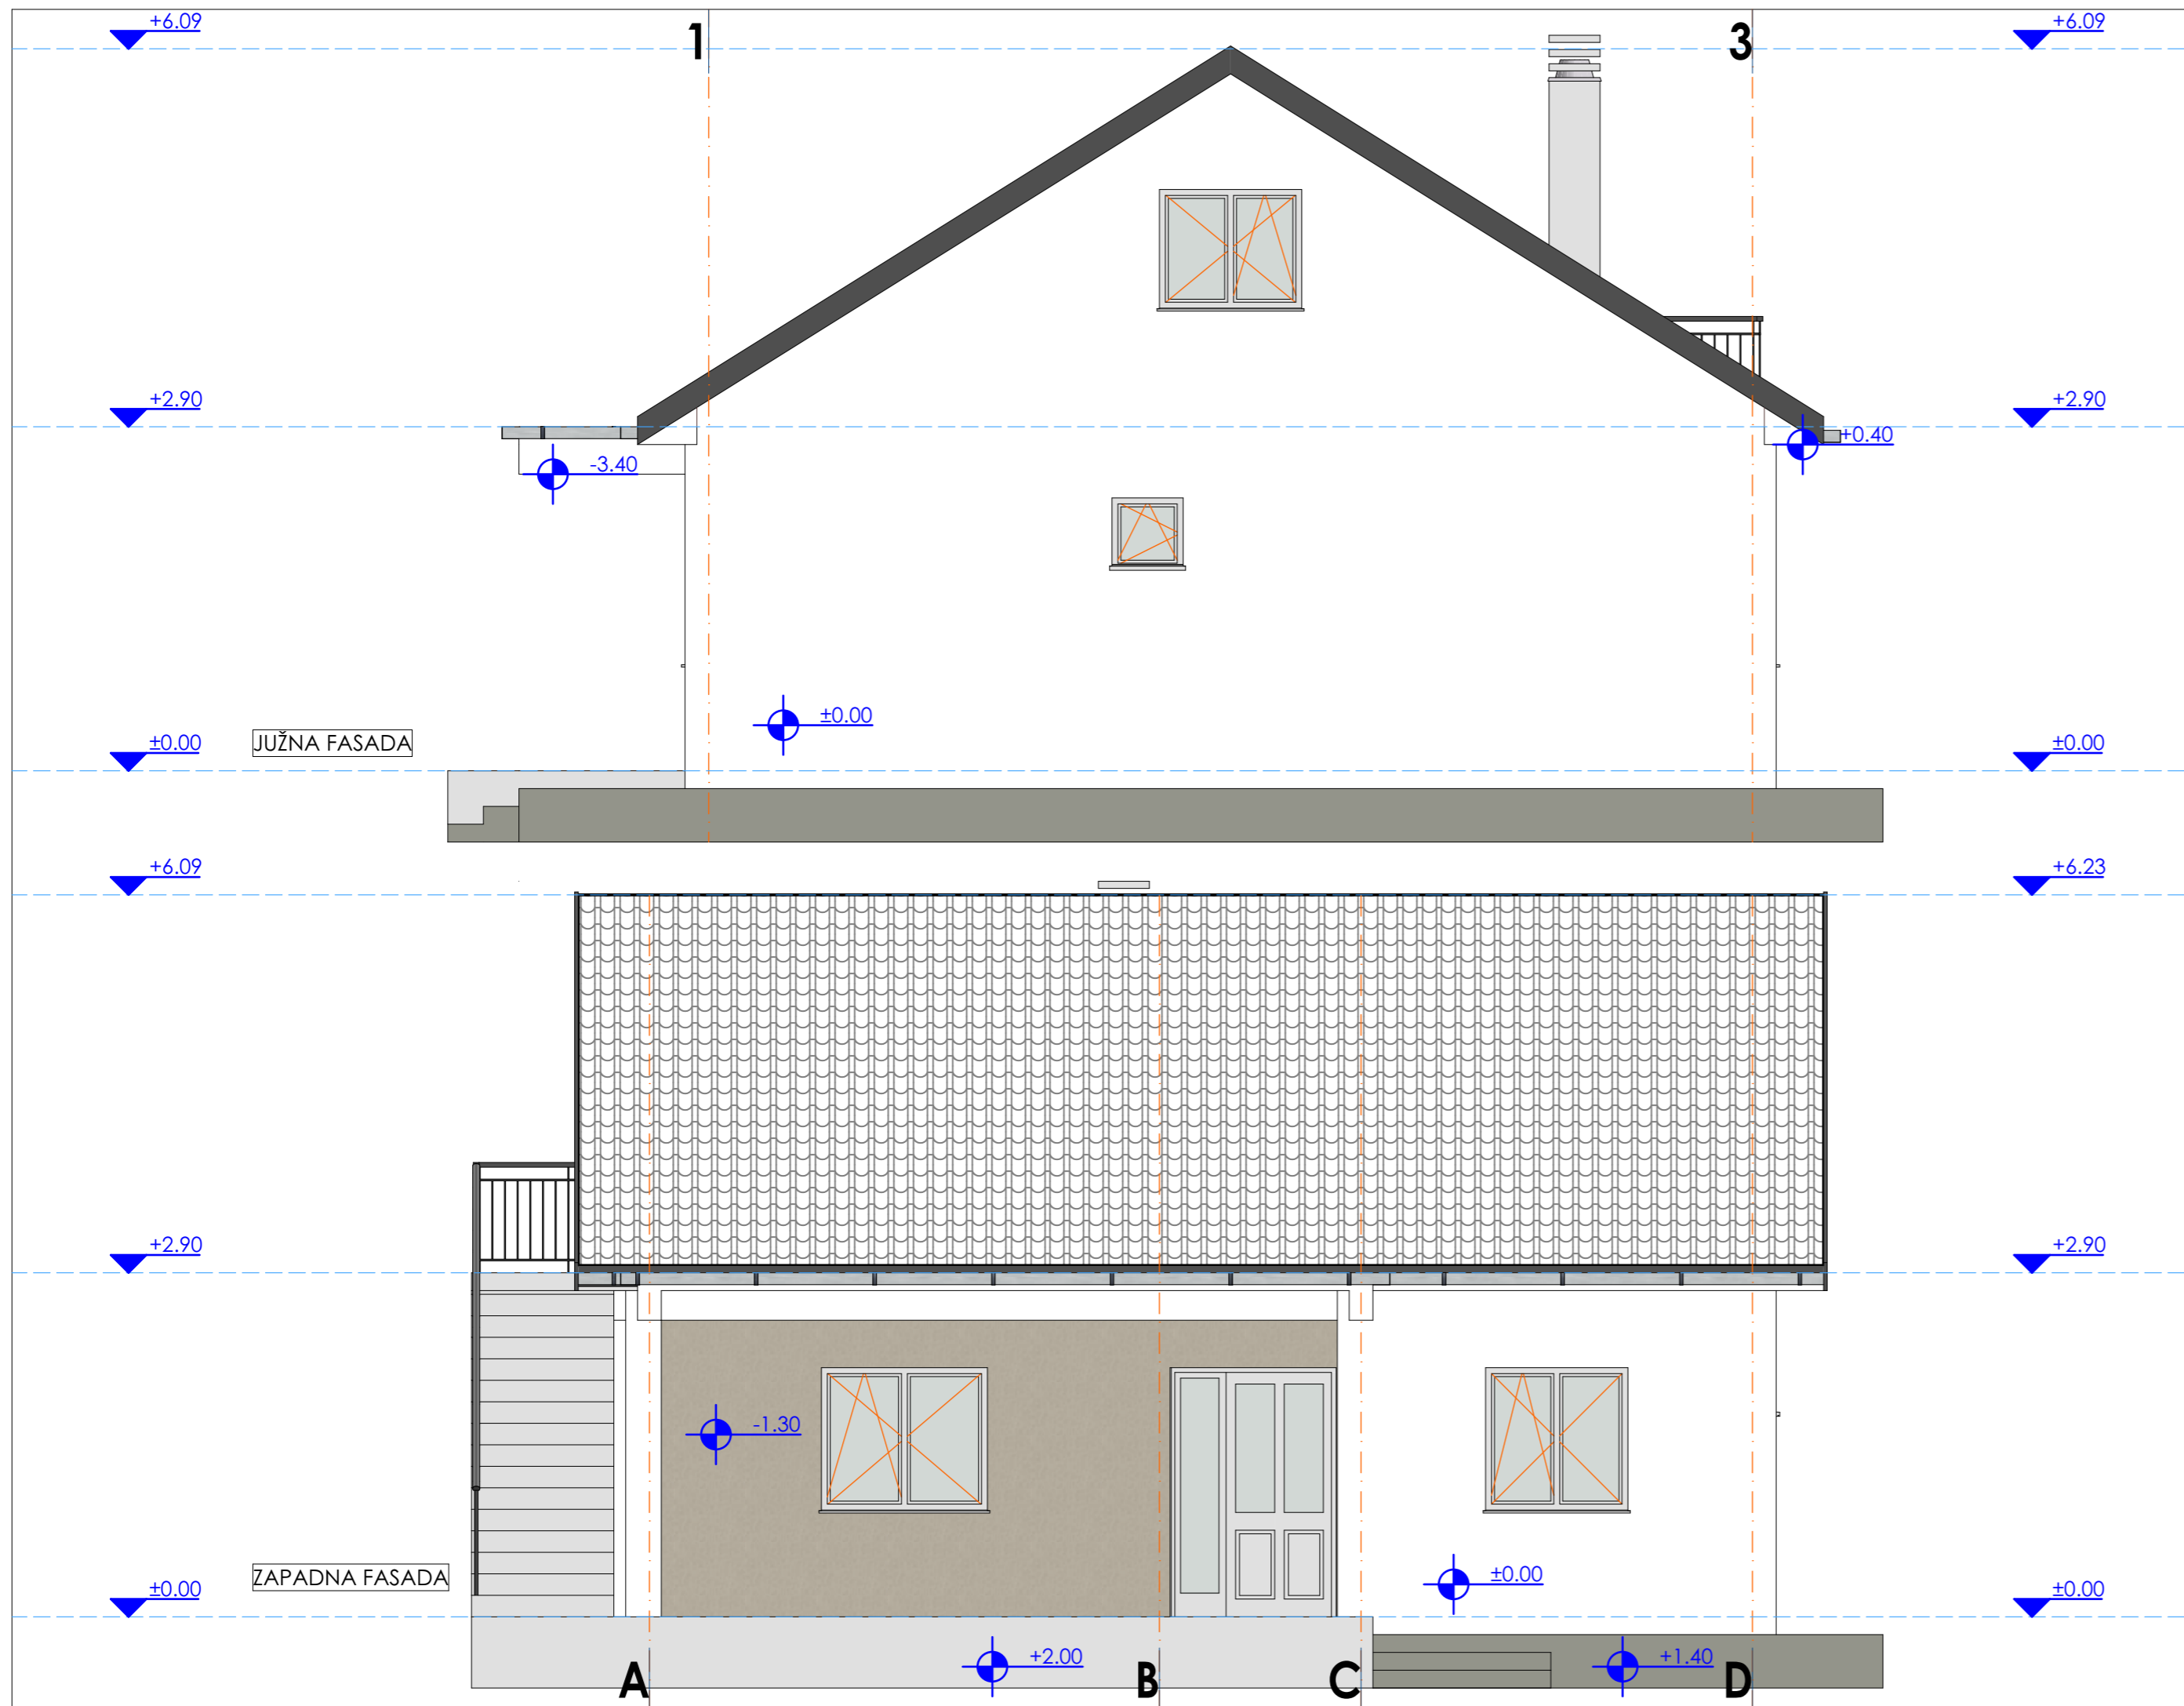 +6.09 1 3 +6.09
+2.90 +2.90
-3.40 +0.40
±0.00
±0.00 JUŽNA FASADA ±0.00
+6.09 +6.23
+2.90 +2.90
-1.30
ZAPADNA FASADA ±0.00
±0.00 ±0.00
+2.00 +1.40
A B C D